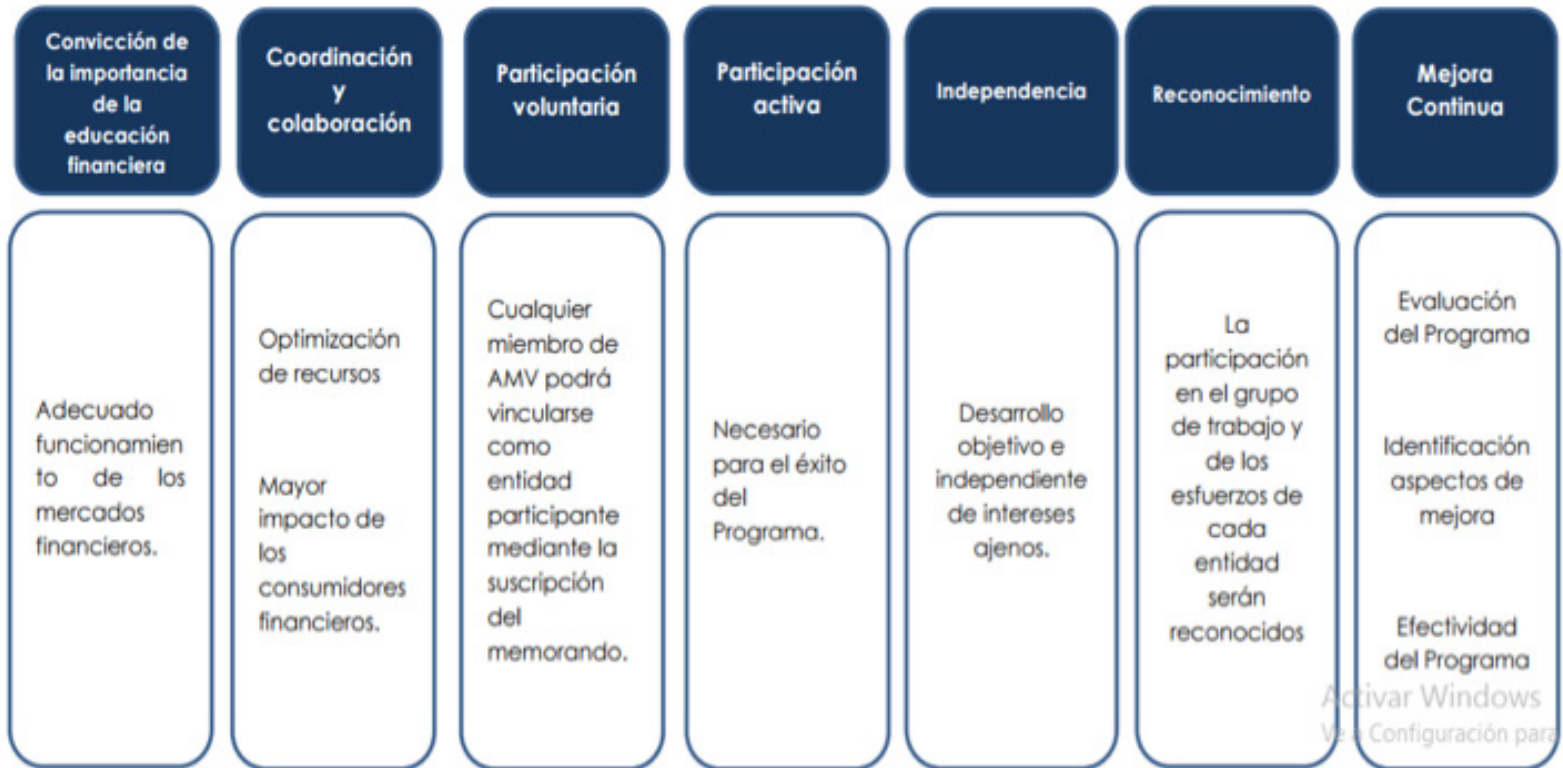 Convicción de
la importancia
de la
educación
financiera
Coordinación
y
colaboración
Participación
voluntaria
Participación
activa
Independencia
Reconocimiento
Mejora
Continua
Adecuado
funcionamien
to de los
mercados
financieros.
Optimización
de recursos
Mayor
impacto de
los
consumidores
financieros.
Cualquier
miembro de
AMV podrá
vincularse
como
entidad
participante
mediante la
suscripción
del
memorando.
Necesario
para el éxito
del
Programa.
Desarrollo
objetivo e
independiente
de intereses
ajenos.
La
participación
en el grupo
de trabajo y
de los
esfuerzos de
cada
entidad
serán
reconocidos
Evaluación
del Programa
Identificación
aspectos de
mejora
Efectividad
del Programa
Activar Windows
Ve a Configuración para